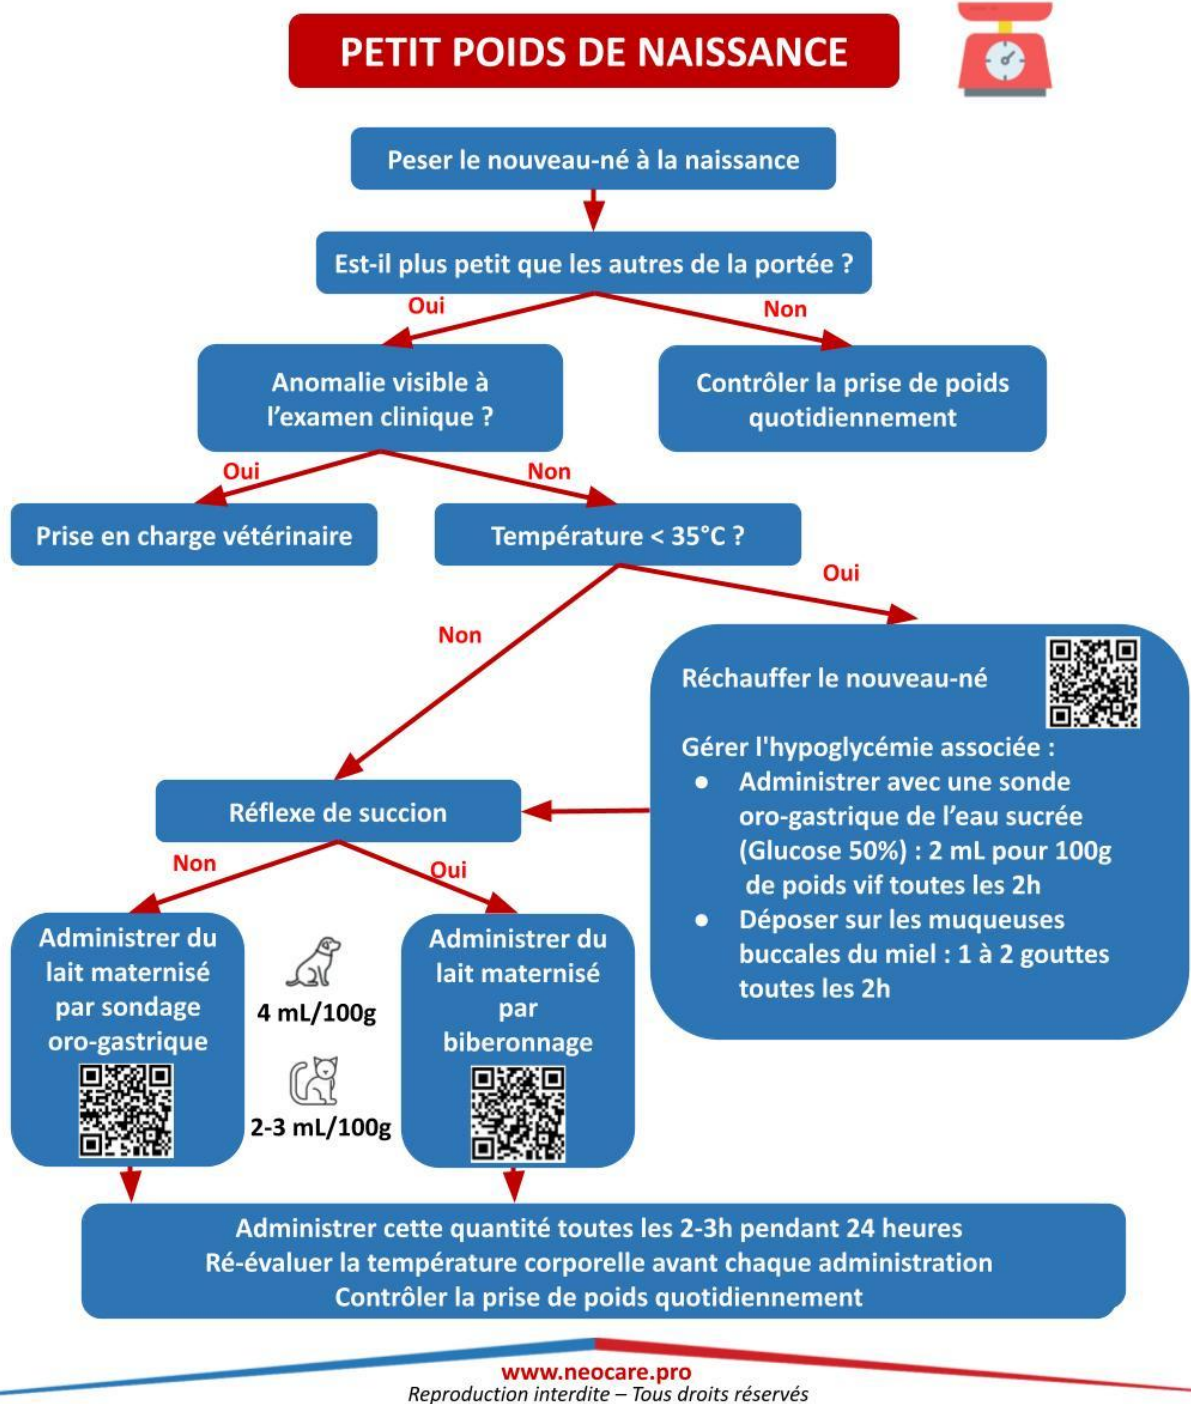 PETIT POIDS DE NAISSANCE
Peser le nouveau-né à la naissance
Est-il plus petit que les autres de la portée ?
Oui
Non
Anomalie visible à
l'examen clinique ?
Contrôler la prise de poids
quotidiennement
Oui
Non
Prise en charge vétérinaire
Température < 35°C ?
Oui
Non
Réchauffer le nouveau-né
Gérer l'hypoglycémie associée :
● Administrer avec une sonde
oro-gastrique de l'eau sucrée
(Glucose 50%) : 2 mL pour 100g
de poids vif toutes les 2h
● Déposer sur les muqueuses
buccales du miel : 1 à 2 gouttes
toutes les 2h
Réflexe de succion
Non
Oui
Administrer du
lait maternisé
par sondage
oro-gastrique
4 mL/100g
2-3 mL/100g
Administrer du
lait maternisé
par
biberonnage
Administrer cette quantité toutes les 2-3h pendant 24 heures
Ré-évaluer la température corporelle avant chaque administration
Contrôler la prise de poids quotidiennement
www.neocare.pro
Reproduction interdite – Tous droits réservés